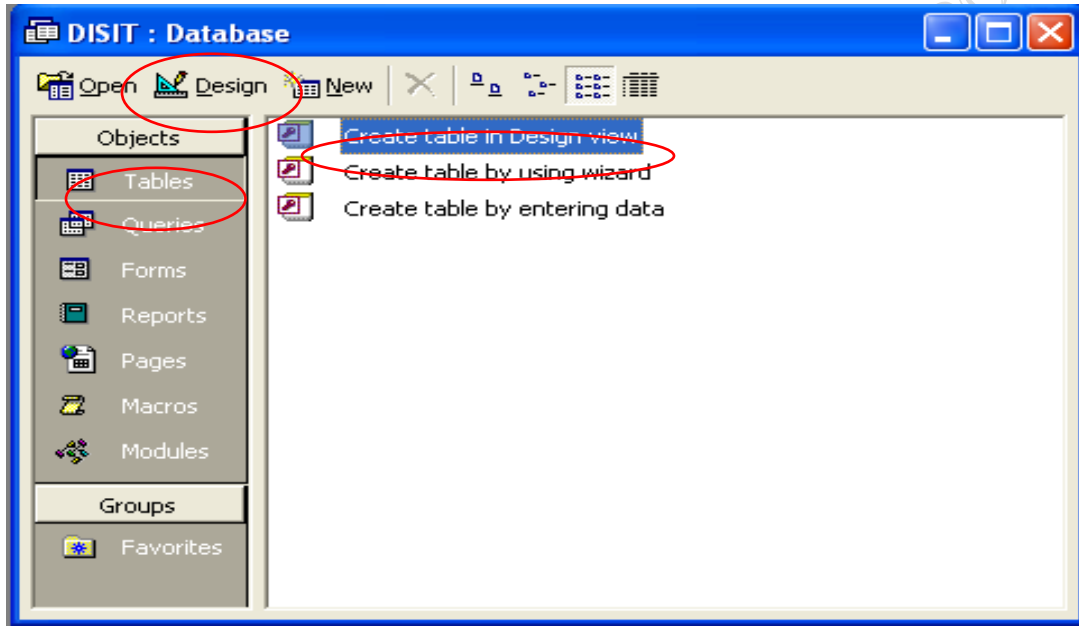 DISIT : Database
Open Design New
Objects
Tables
Queries
Forms
Reports
Pages
Macros
Modules
Groups
Favorites
Create table in Design view
Create table by using wizard
Create table by entering data